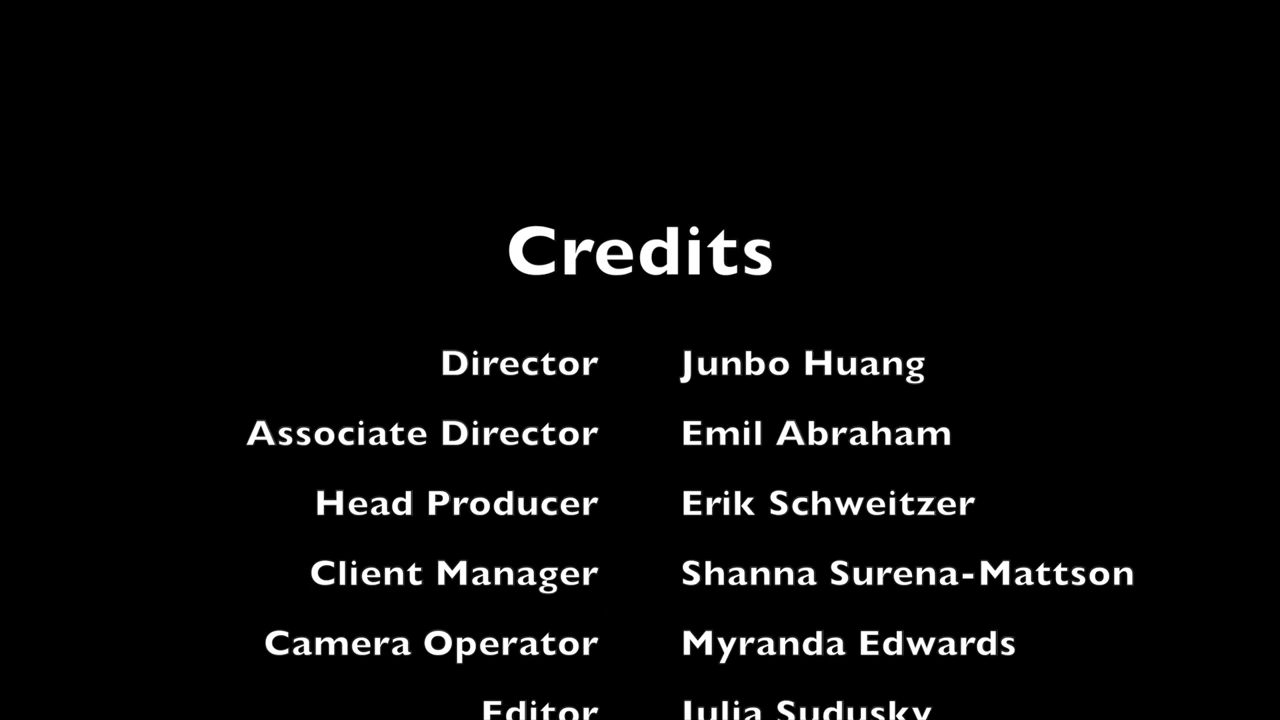 Credits
Director Junbo Huang
Associate Director Emil Abraham
Head Producer Erik Schweitzer
Client Manager Shanna Surena-Mattson
Camera Operator Myranda Edwards
Editor Julia Sudusky